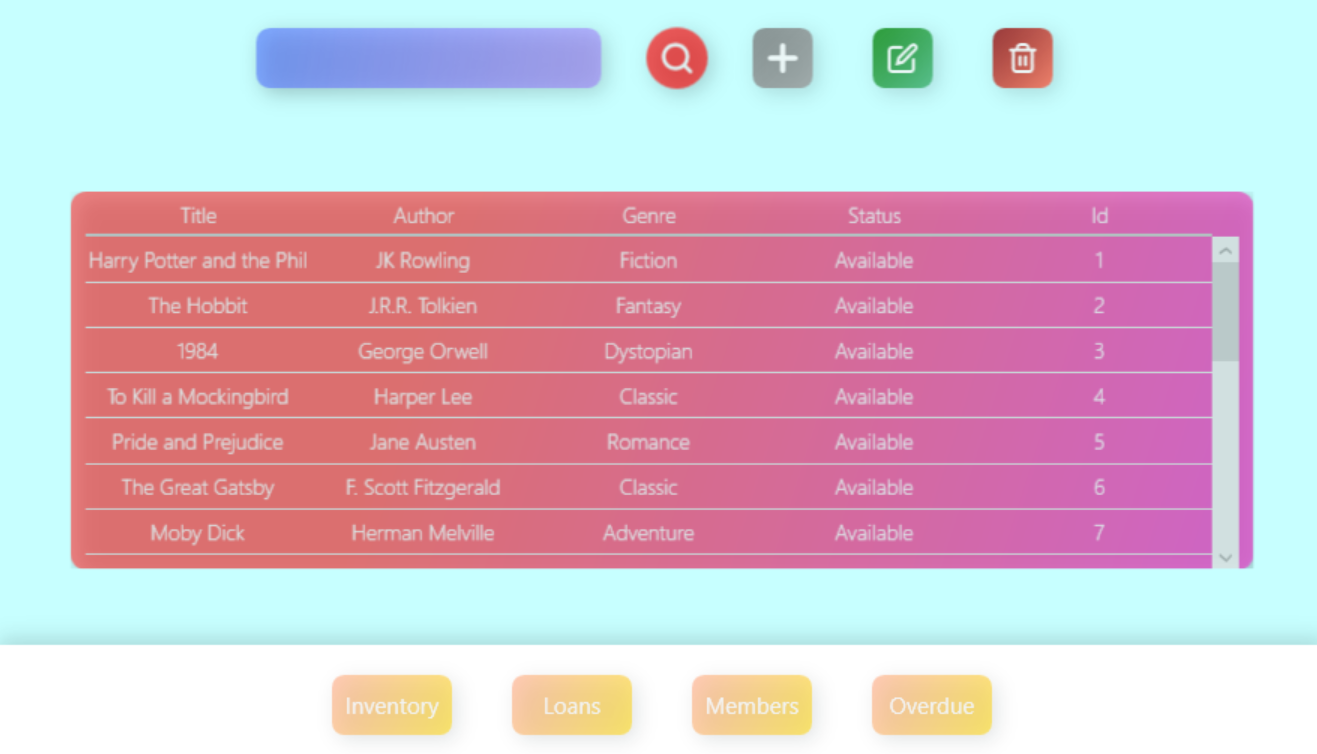 Title Author Genre Status Id
Harry Potter and the Phil JK Rowling Fiction Available 1
The Hobbit J.R.R. Tolkien Fantasy Available 2
1984 George Orwell Dystopian Available 3
To Kill a Mockingbird Harper Lee Classic Available 4
Pride and Prejudice Jane Austen Romance Available 5
The Great Gatsby F. Scott Fitzgerald Classic Available 6
Moby Dick Herman Melville Adventure Available 7
Inventory Loans Members Overdue